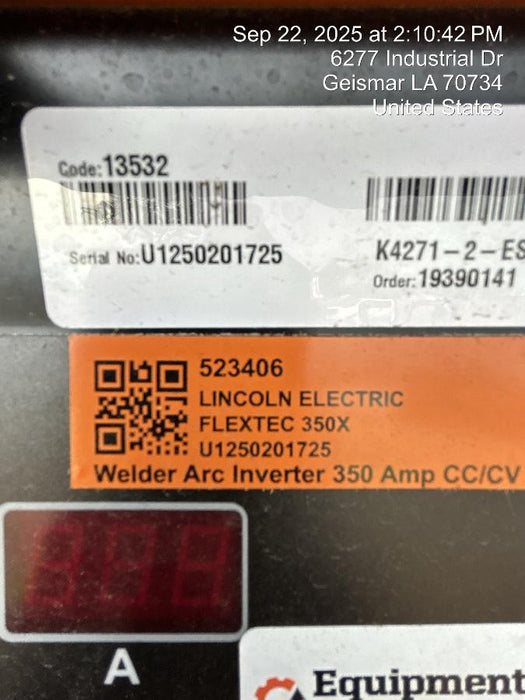 Sep 22, 2025 at 2:10:42 PM
6277 Industrial Dr
Geismar LA 70734
United States
Code: 13532
Serial No: U1250201725
K4271-2-ES
Order: 19390141
523406
LINCOLN ELECTRIC
FLEXTEC 350X
U1250201725
Welder Arc Inverter 350 Amp CC/CV
A
Equipment